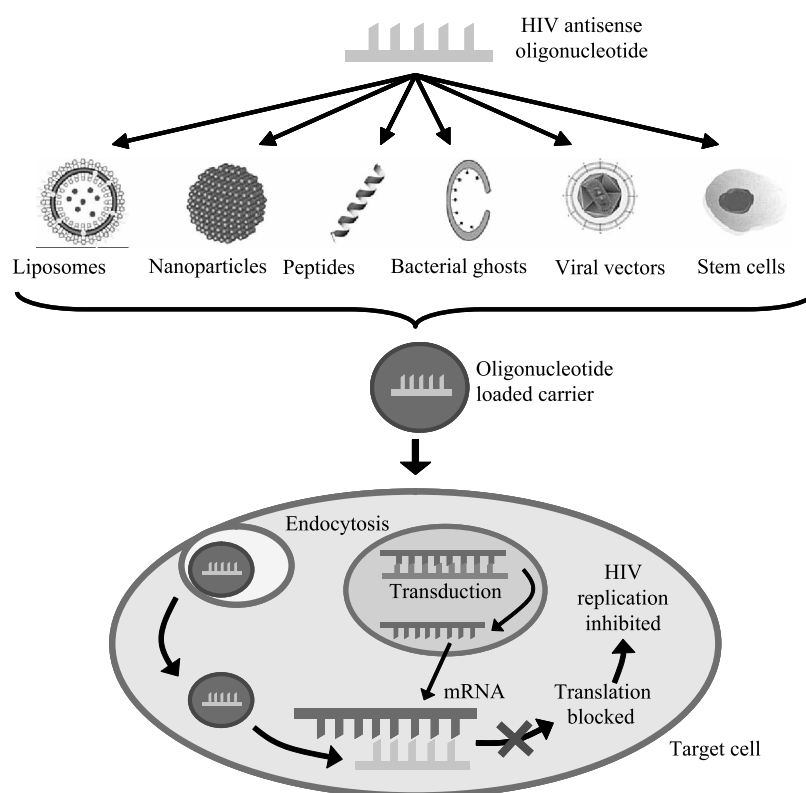 HIV antisense
oligonucleotide
Liposomes
Nanoparticles
Peptides
Bacterial ghosts
Viral vectors
Stem cells
Oligonucleotide
loaded carrier
Endocytosis
Transduction
HIV
replication
inhibited
mRNA
Translation
blocked
Target cell